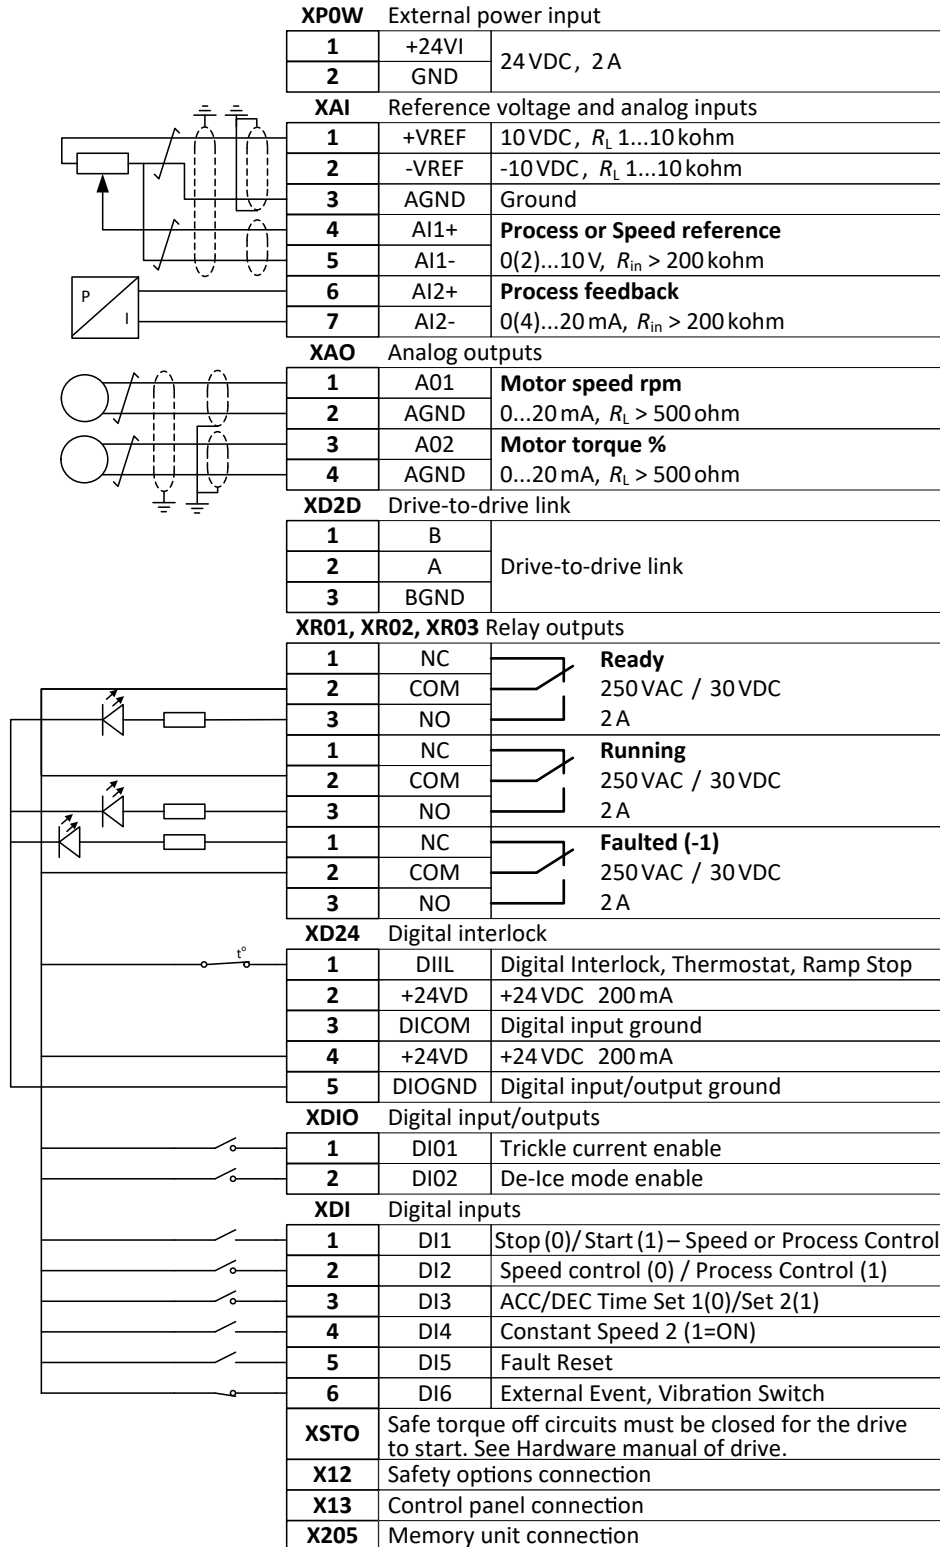 XP0W External power input
1 +24VI 24 VDC, 2 A
2 GND
XAI Reference voltage and analog inputs
1 +VREF 10 VDC, RL 1...10 kohm
2 -VREF -10 VDC, RL 1...10 kohm
3 AGND Ground
4 AI1+ Process or Speed reference
5 AI1- 0(2)...10 V, Rin > 200 kohm
P
I
6 AI2+ Process feedback
7 AI2- 0(4)...20 mA, Rin > 200 kohm
XAO Analog outputs
1 A01 Motor speed rpm
2 AGND 0...20 mA, RL > 500 ohm
3 A02 Motor torque %
4 AGND 0...20 mA, RL > 500 ohm
XD2D Drive-to-drive link
1 B
2 A Drive-to-drive link
3 BGND
XR01, XR02, XR03 Relay outputs
1 NC Ready
2 COM 250 VAC / 30 VDC
3 NO 2 A
1 NC Running
2 COM 250 VAC / 30 VDC
3 NO 2 A
1 NC Faulted (-1)
2 COM 250 VAC / 30 VDC
3 NO 2 A
XD24 Digital interlock
t°
1 DIIL Digital Interlock, Thermostat, Ramp Stop
2 +24VD +24 VDC 200 mA
3 DICOM Digital input ground
4 +24VD +24 VDC 200 mA
5 DIOGND Digital input/output ground
XDIO Digital input/outputs
1 DI01 Trickle current enable
2 DI02 De-Ice mode enable
XDI Digital inputs
1 DI1 Stop (0)/ Start (1) – Speed or Process Control
2 DI2 Speed control (0) / Process Control (1)
3 DI3 ACC/DEC Time Set 1(0)/Set 2(1)
4 DI4 Constant Speed 2 (1=ON)
5 DI5 Fault Reset
6 DI6 External Event, Vibration Switch
XSTO Safe torque off circuits must be closed for the drive
to start. See Hardware manual of drive.
X12 Safety options connection
X13 Control panel connection
X205 Memory unit connection